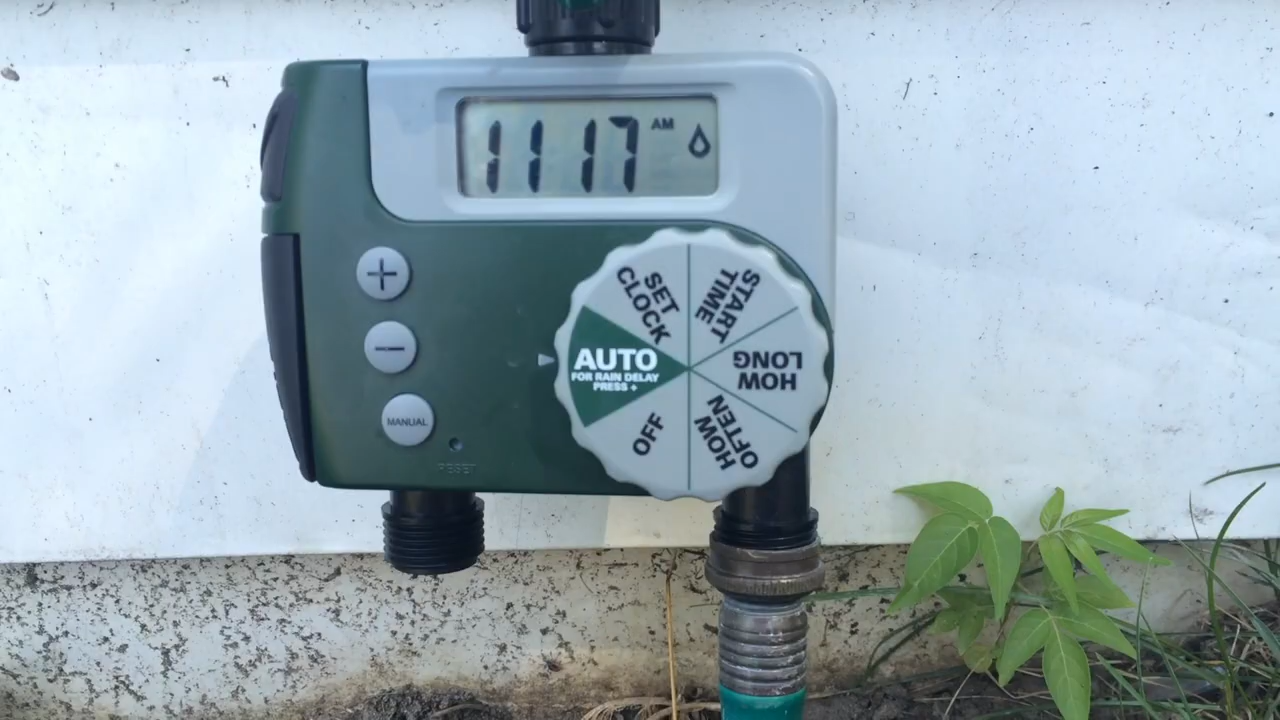 11 17 AM
+
−
MANUAL
RESET
SET
CLOCK
START
TIME
HOW
LONG
HOW
OFTEN
OFF
AUTO
FOR RAIN DELAY
PRESS +